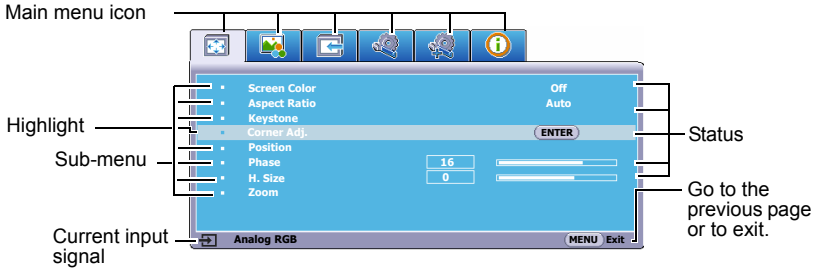 Main menu icon
Screen Color Off
Aspect Ratio Auto
Keystone
Highlight
Corner Adj. ENTER
Status
Position
Sub-menu
Phase 16
H. Size 0
Zoom
Go to the
previous page
or to exit.
Current input
signal
Analog RGB
MENU Exit